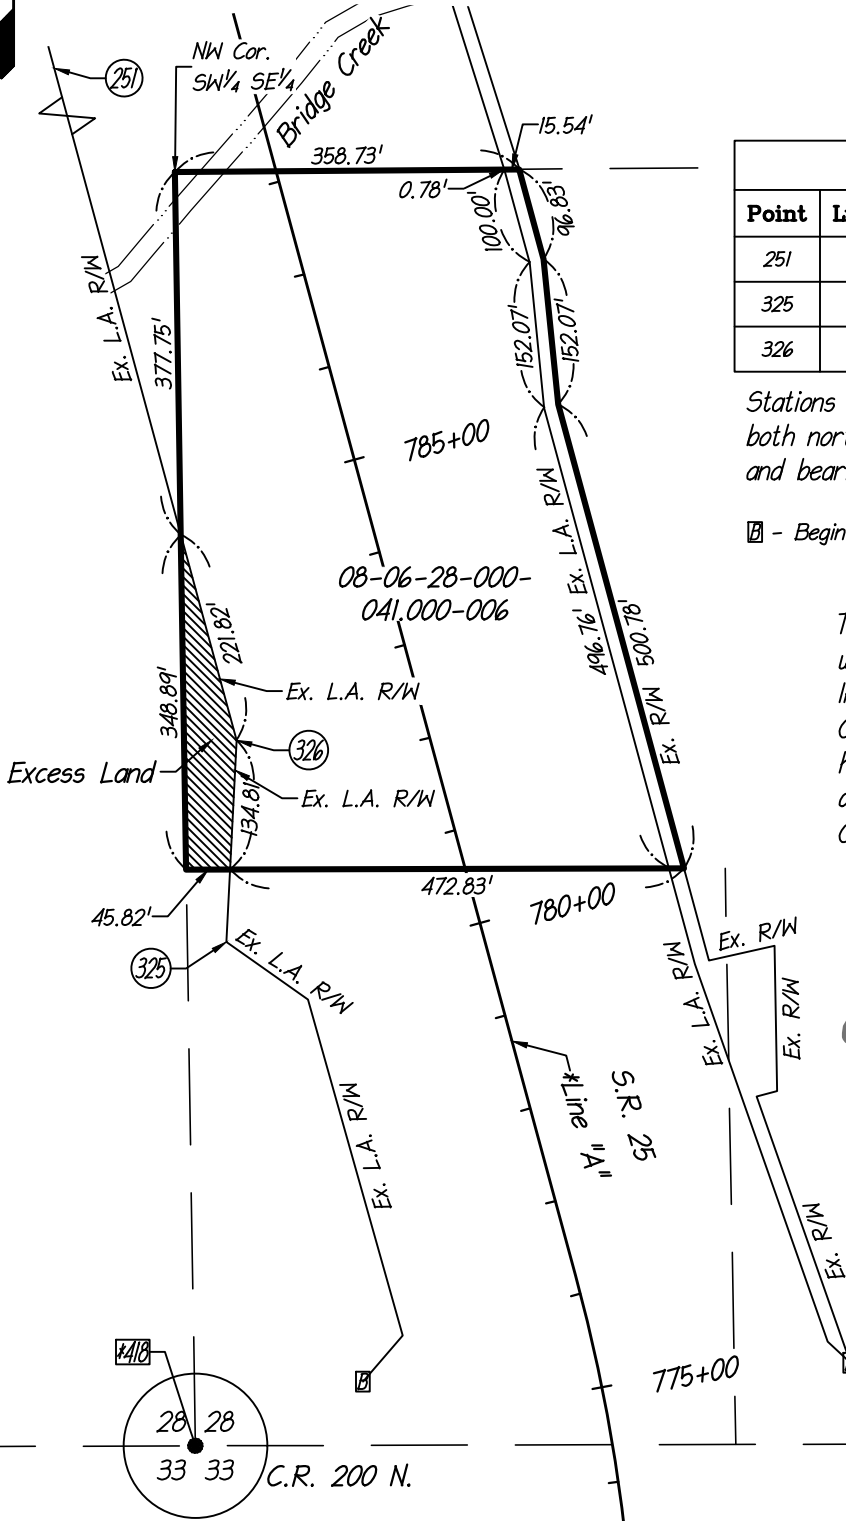 251
NW Cor.
SW¼ SE¼
Bridge Creek
15.54'
358.73'
0.78'
100.00'
96.83'
Point
251
325
326
Ex. L.A. R/W
377.75'
152.07'
152.07'
785+00
Stations
both nor
and bear
B - Begin
Ex. L.A. R/W
08-06-28-000-
041.000-006
496.76'
500.78'
221.82'
348.89'
Ex. L.A. R/W
326
Ex. R/W
Excess Land
Ex. L.A. R/W
134.81'
472.83'
780+00
45.82'
325
Ex. L.A. R/W
Ex. R/W
Ex. L.A. R/W
Ex. R/W
*Line "A"
S.R. 25
Ex. L.A. R/W
Ex. R/W
*418
B
775+00
28 28
33 33
C.R. 200 N.